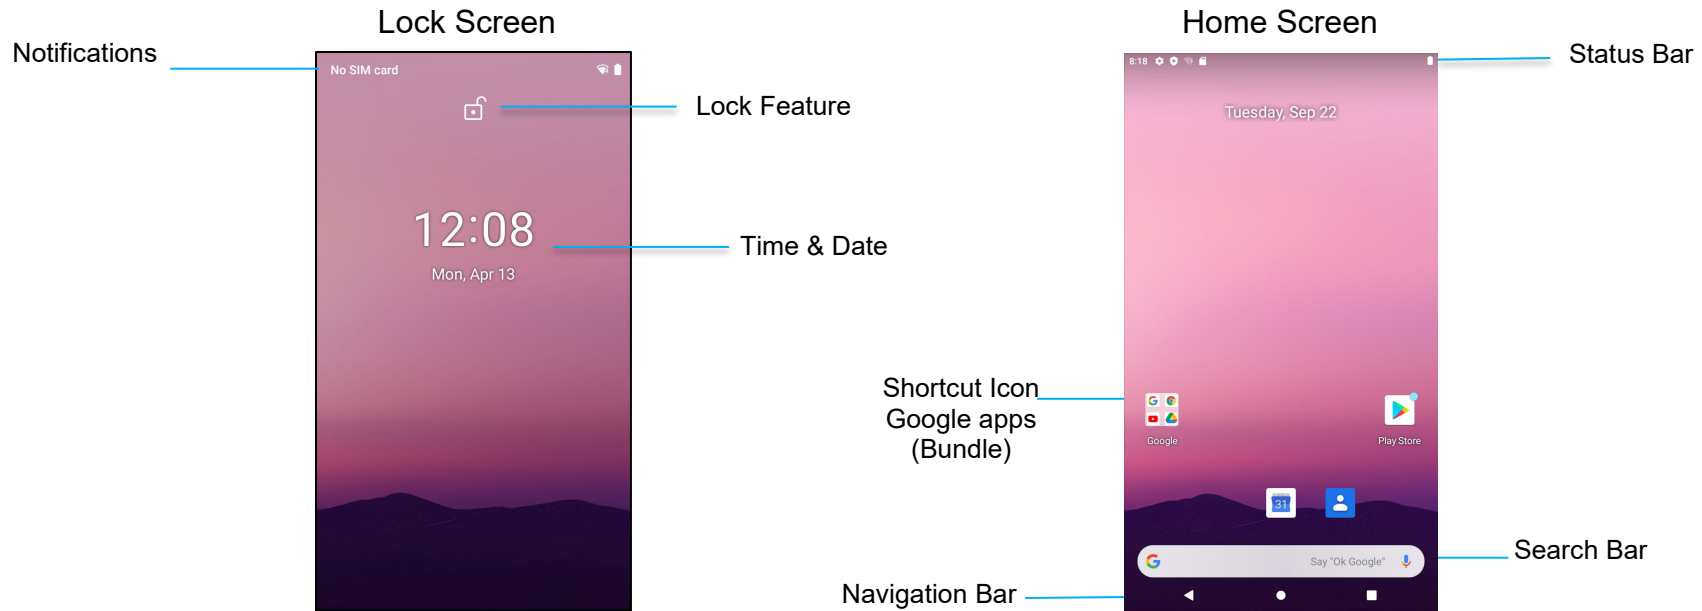 Lock Screen
Notifications
No SIM card
Lock Feature
12:08
Mon, Apr 13
Time & Date
Home Screen
8:18
Status Bar
Tuesday, Sep 22
Shortcut Icon
Google apps
(Bundle)
Google
Play Store
31
G
Say "Ok Google"
Search Bar
Navigation Bar